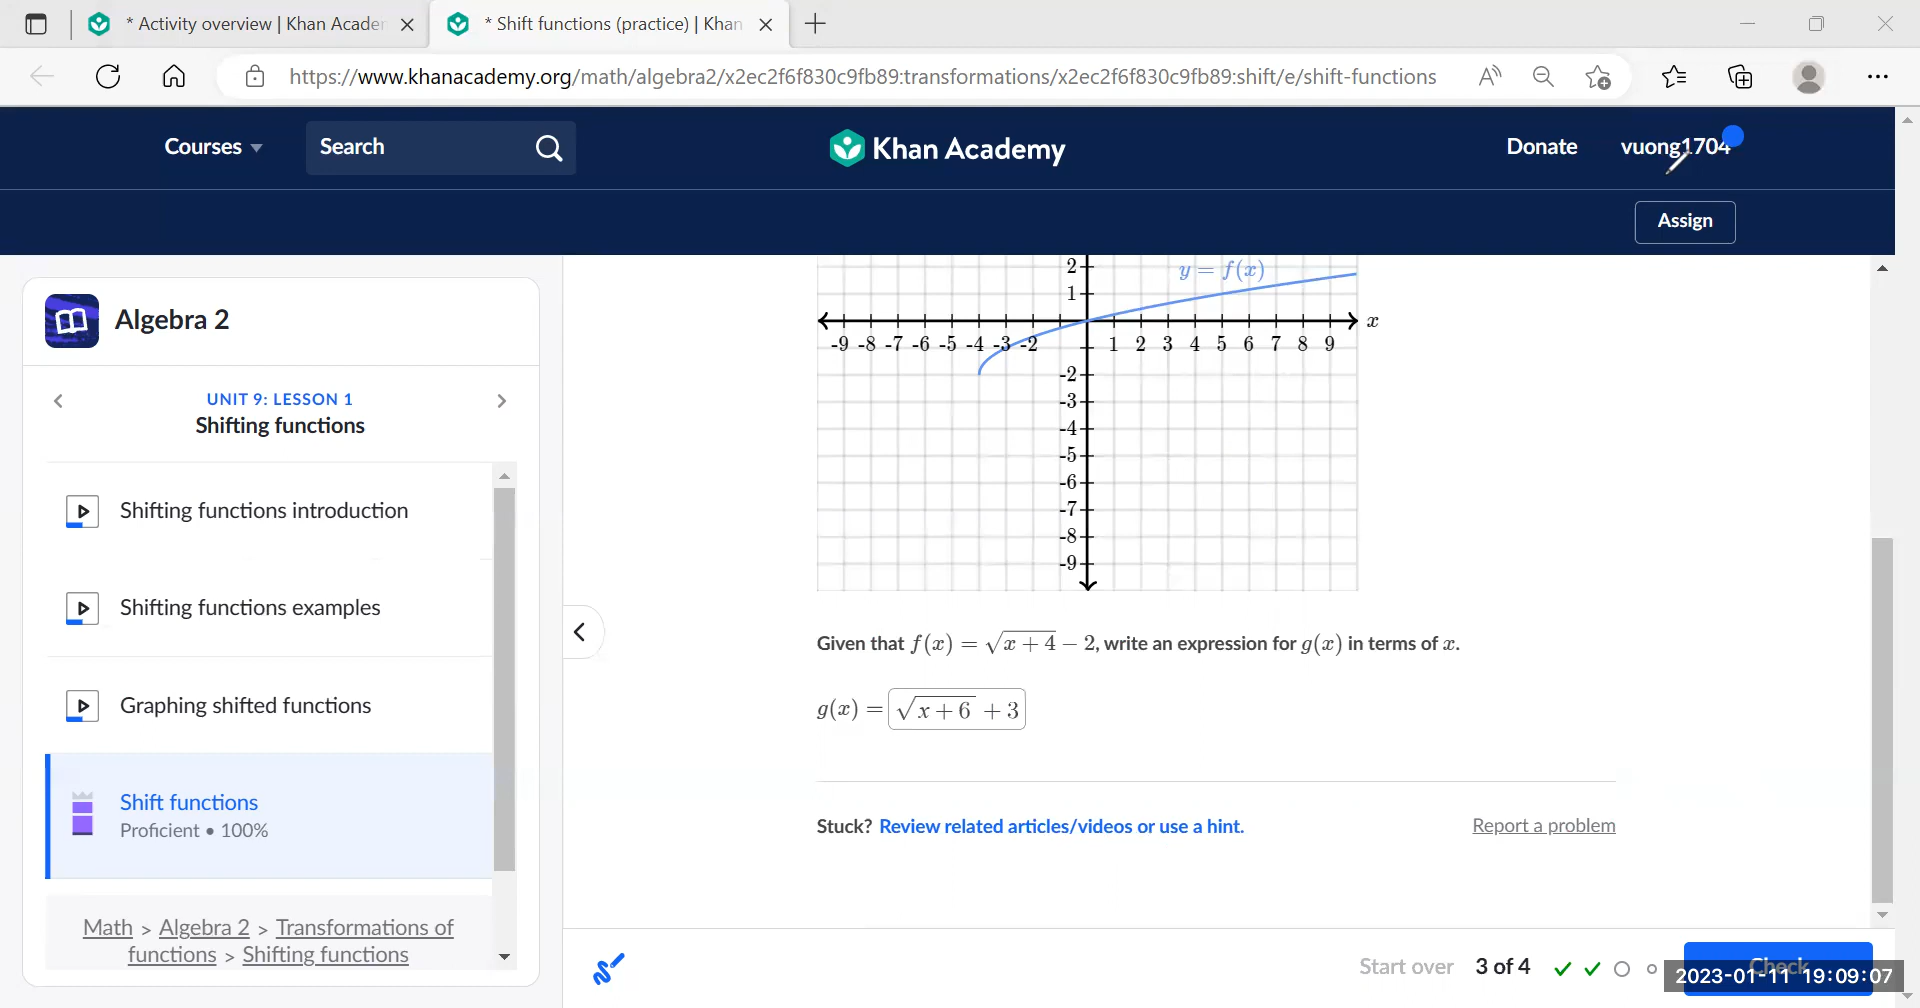 * Activity overview | Khan Acade
* Shift functions (practice) | Khan
https://www.khanacademy.org/math/algebra2/x2ec2f6f830c9fb89:transformations/x2ec2f6f830c9fb89:shift/e/shift-functions
Courses
Search
Khan Academy
Donate
vuong1704
Assign
Algebra 2
UNIT 9: LESSON 1
Shifting functions
Shifting functions introduction
Shifting functions examples
Graphing shifted functions
Shift functions
Proficient • 100%
Math > Algebra 2 > Transformations of
functions > Shifting functions
2
y = f(x)
1
x
-9 -8 -7 -6 -5 -4 -3 -2 1 2 3 4 5 6 7 8 9
-2
-3
-4
-5
-6
-7
-8
-9
Given that f(x) = √(x + 4) − 2, write an expression for g(x) in terms of x.
g(x) = √(x + 6) + 3
Stuck? Review related articles/videos or use a hint.
Report a problem
Start over
3 of 4
Check
2023-01-11 19:09:07